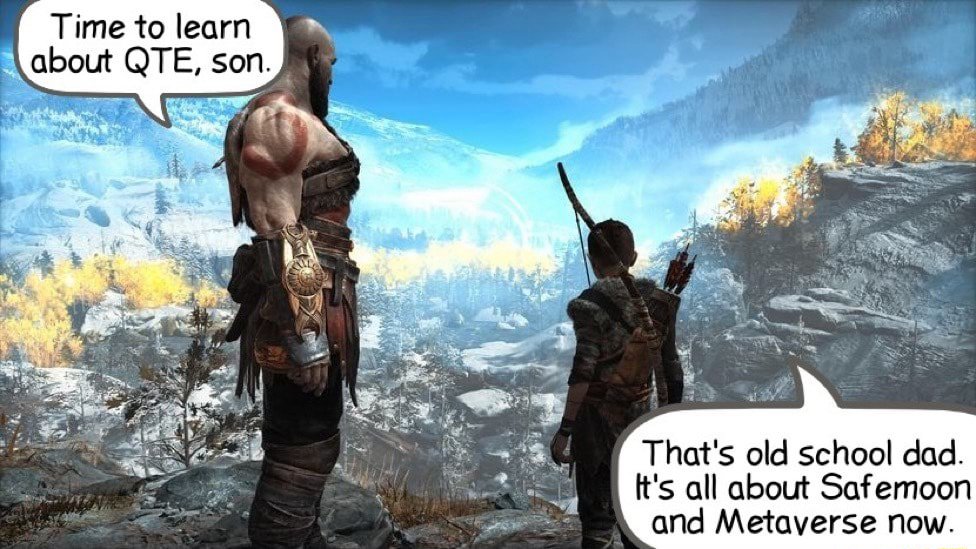 Time to learn
about QTE, son.
That's old school dad.
It's all about Safemoon
and Metaverse now.